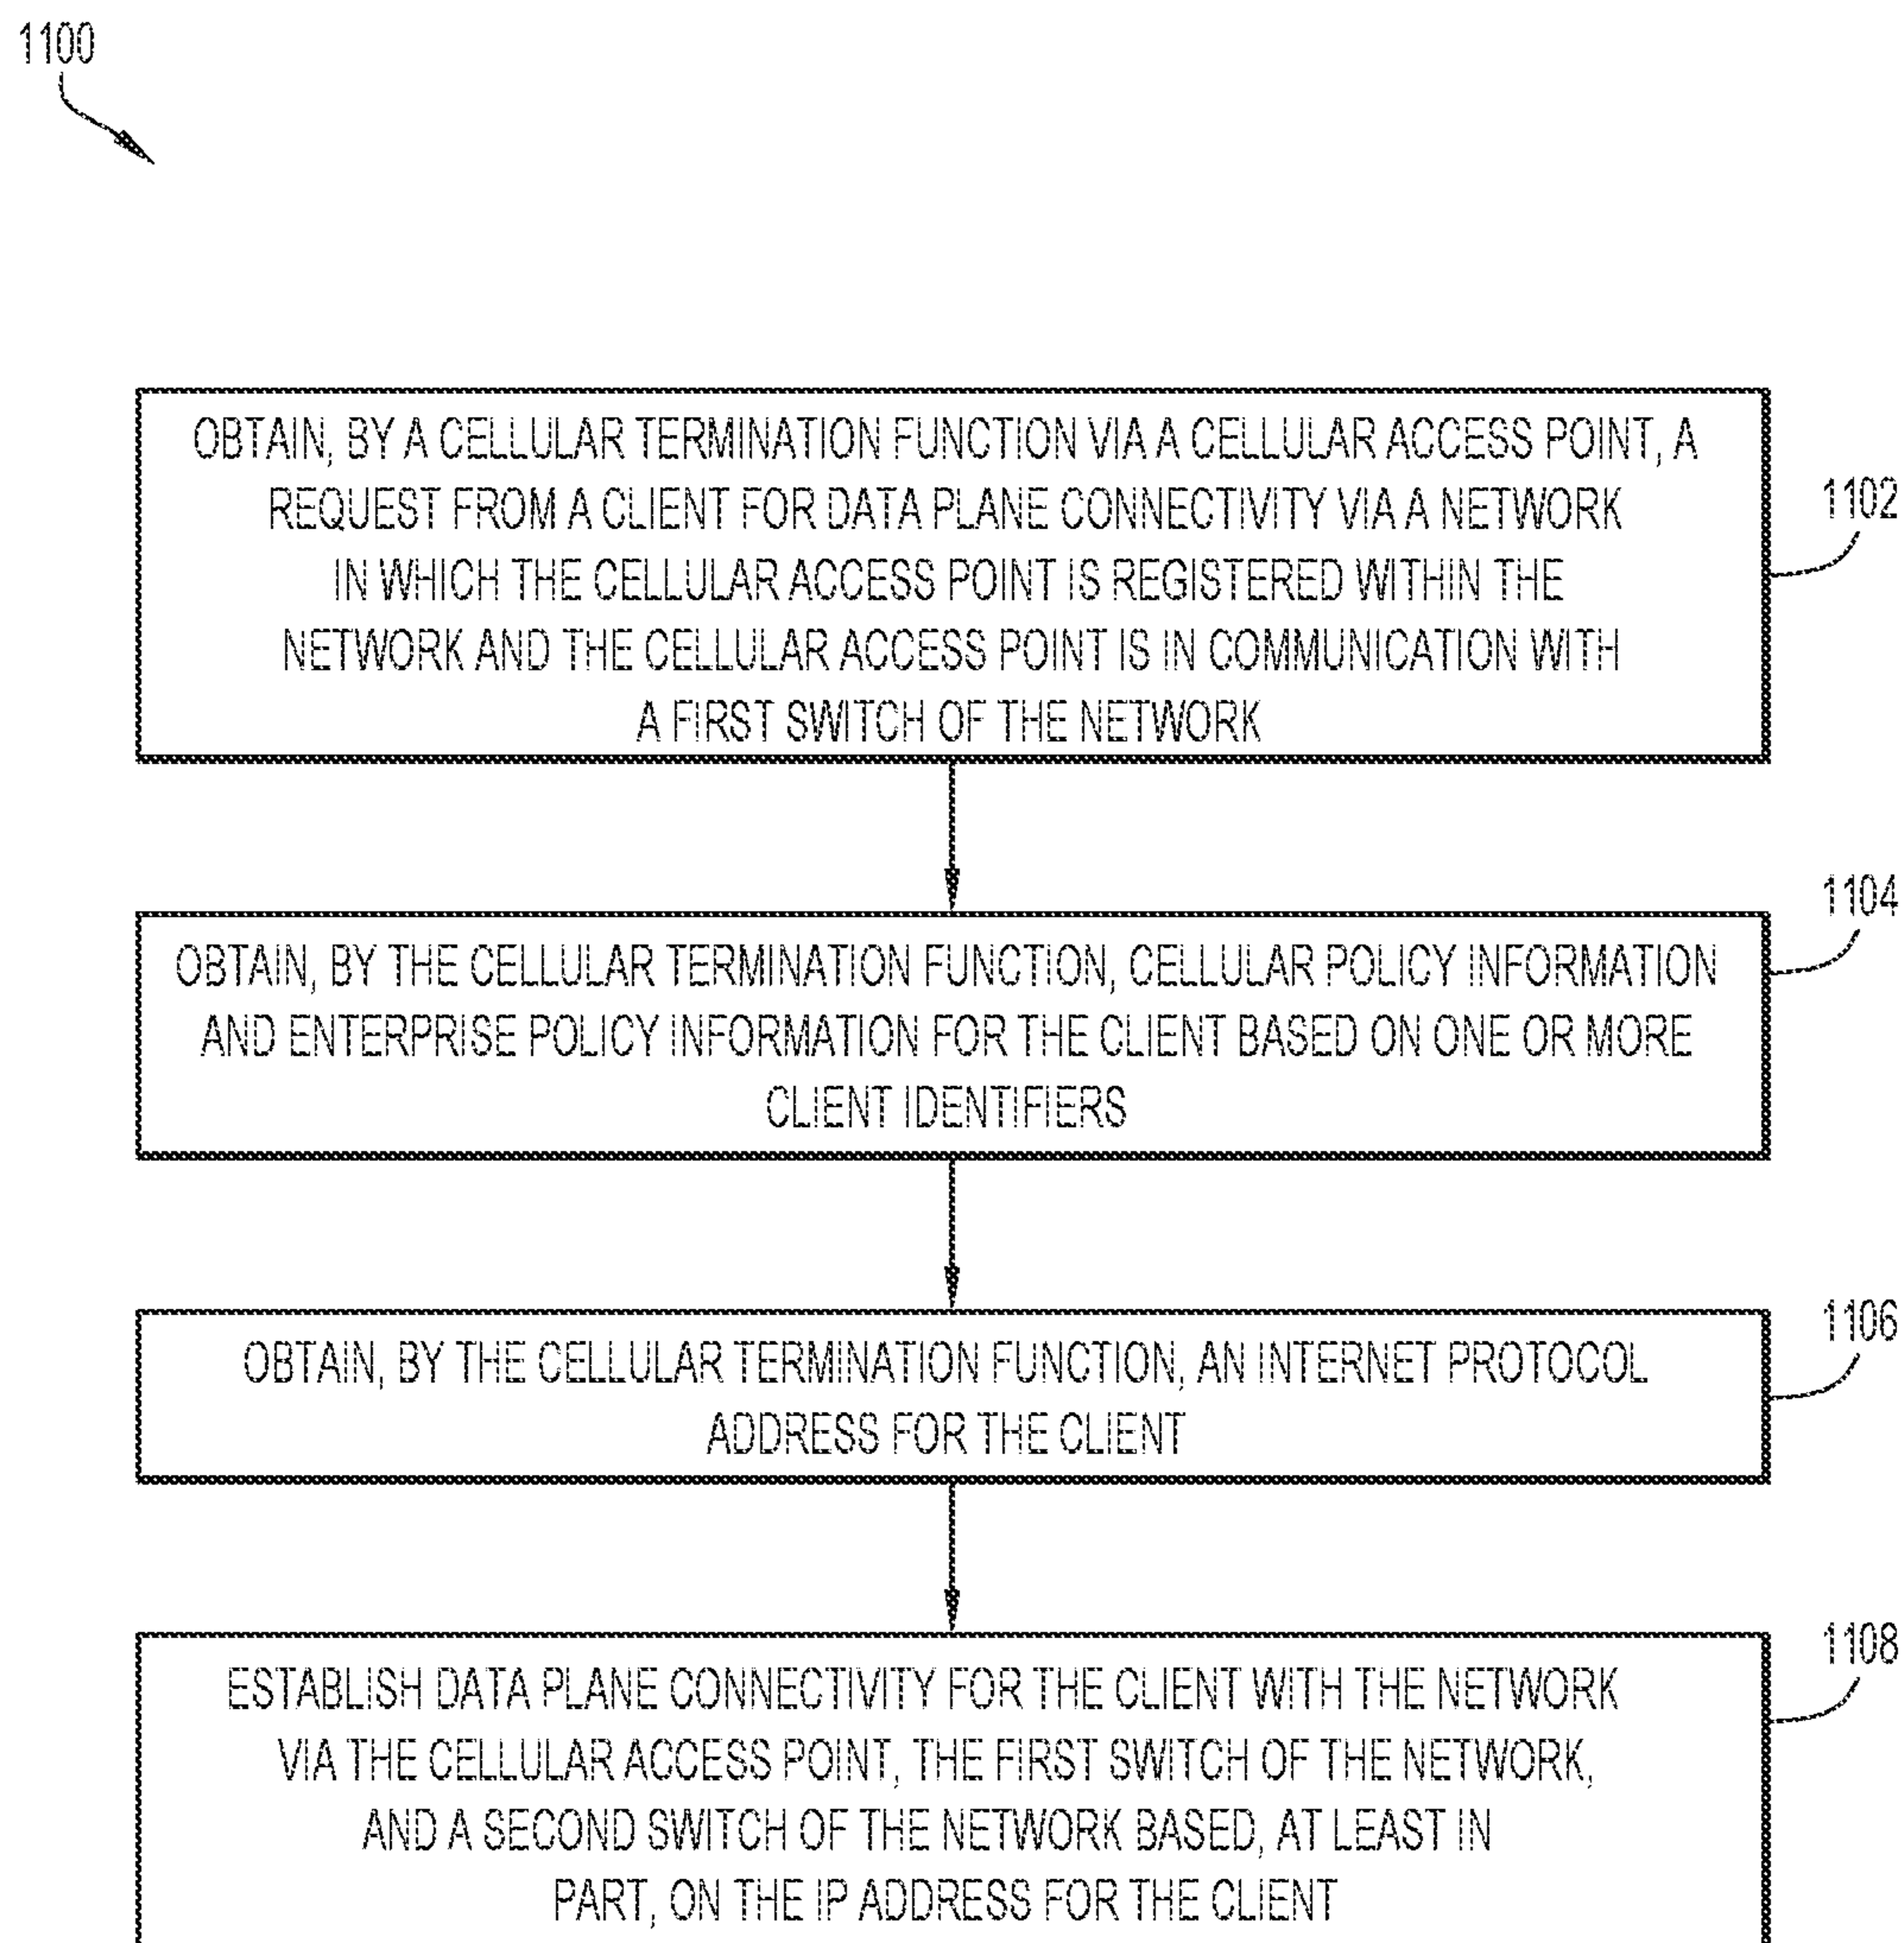 1100
OBTAIN, BY A CELLULAR TERMINATION FUNCTION VIA A CELLULAR ACCESS POINT, A
REQUEST FROM A CLIENT FOR DATA PLANE CONNECTIVITY VIA A NETWORK
IN WHICH THE CELLULAR ACCESS POINT IS REGISTERED WITHIN THE
NETWORK AND THE CELLULAR ACCESS POINT IS IN COMMUNICATION WITH
A FIRST SWITCH OF THE NETWORK
1102
OBTAIN, BY THE CELLULAR TERMINATION FUNCTION, CELLULAR POLICY INFORMATION
AND ENTERPRISE POLICY INFORMATION FOR THE CLIENT BASED ON ONE OR MORE
CLIENT IDENTIFIERS
1104
OBTAIN, BY THE CELLULAR TERMINATION FUNCTION, AN INTERNET PROTOCOL
ADDRESS FOR THE CLIENT
1106
ESTABLISH DATA PLANE CONNECTIVITY FOR THE CLIENT WITH THE NETWORK
VIA THE CELLULAR ACCESS POINT, THE FIRST SWITCH OF THE NETWORK,
AND A SECOND SWITCH OF THE NETWORK BASED, AT LEAST IN
PART, ON THE IP ADDRESS FOR THE CLIENT
1108